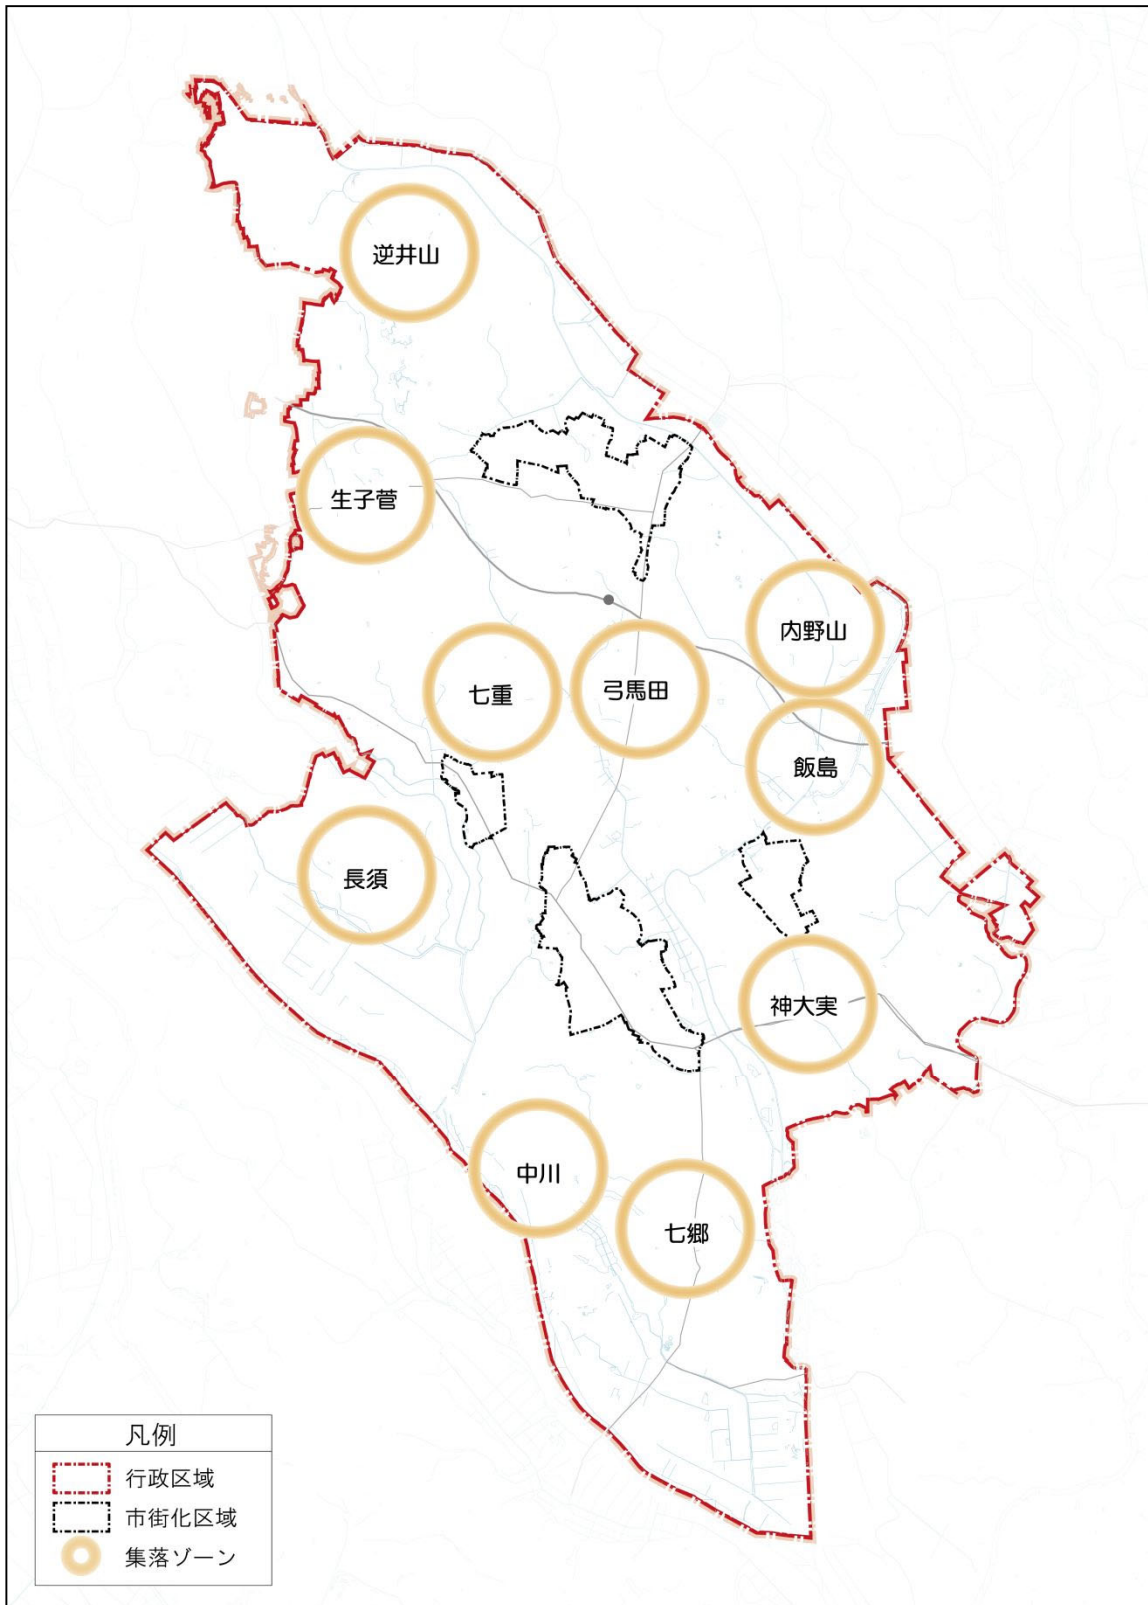 逆井山
生子菅
内野山
七重
弓馬田
飯島
長須
神大実
中川
七郷
凡例
行政区域
市街化区域
集落ゾーン